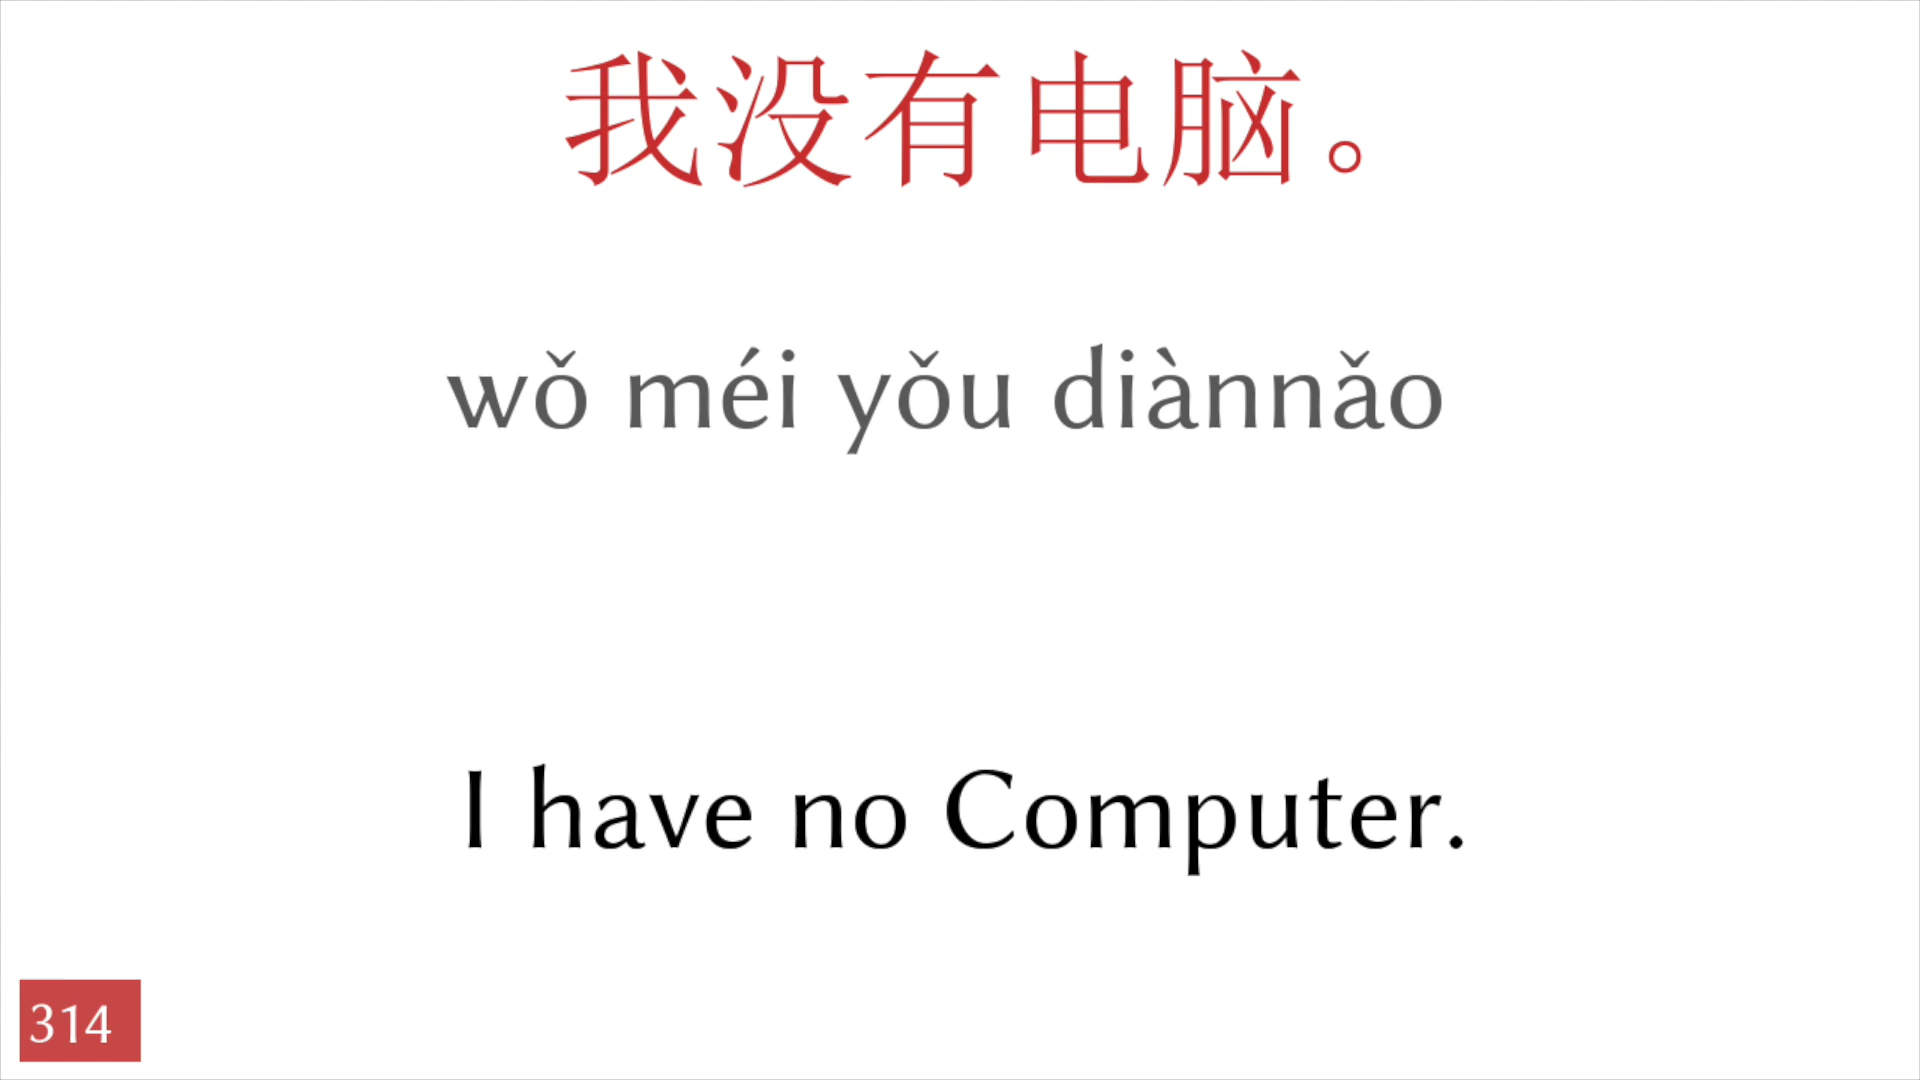 我没有电脑。
wǒ méi yǒu diànnǎo
I have no Computer.
314